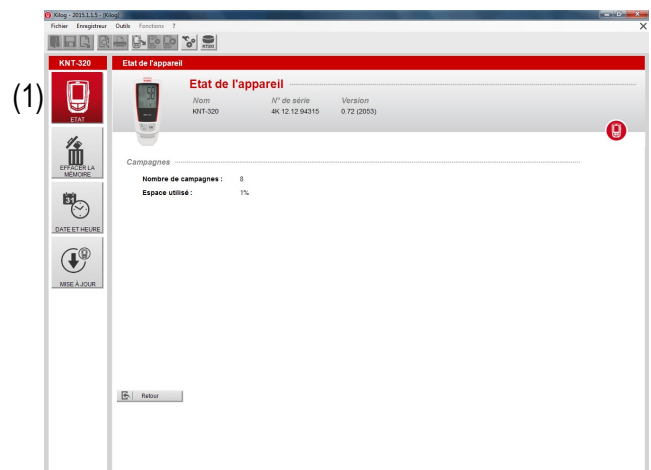 Kilog - 2015.1.1.5 - [Kilog]
Fichier Enregistreur Outils Fonctions ?
KNT-320
Etat de l'appareil
(1)
ETAT
Etat de l'appareil
Nom N° de série Version
KNT-320 4K 12.12.94315 0.72 (2053)
EFFACER LA
MÉMOIRE
Campagnes
Nombre de campagnes : 8
Espace utilisé : 1%
31
DATE ET HEURE
MISE À JOUR
Retour